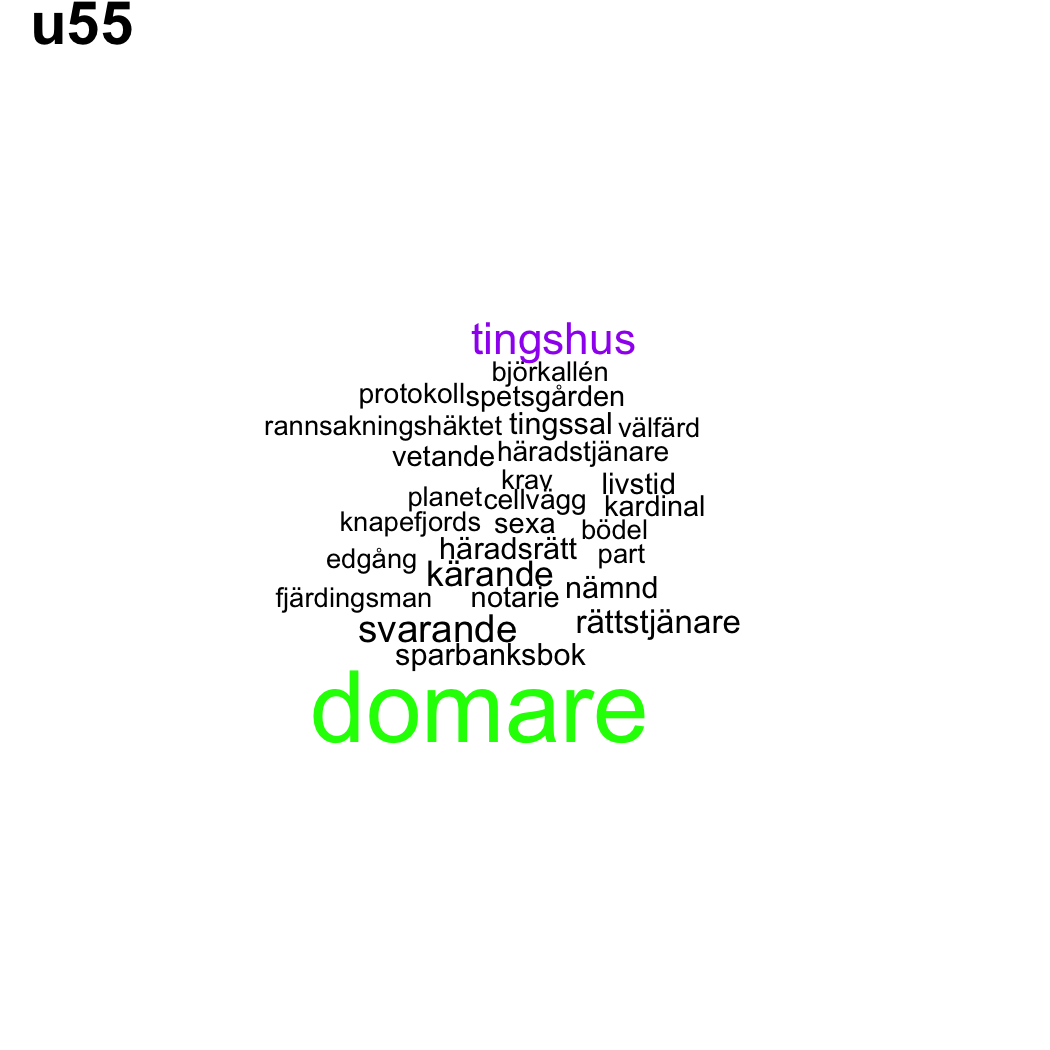 u55
tingshus
björkallén
protokoll spetsgården
rannsakningshäktet tingssal välfärd
vetande häradstjänare
krav livstid
planet cellvägg kardinal
knapefjords sexa bödel
häradsrätt part
edgång kärande nämnd
fjärdingsman notarie
svarande rättstjänare
sparbanksbok
domare